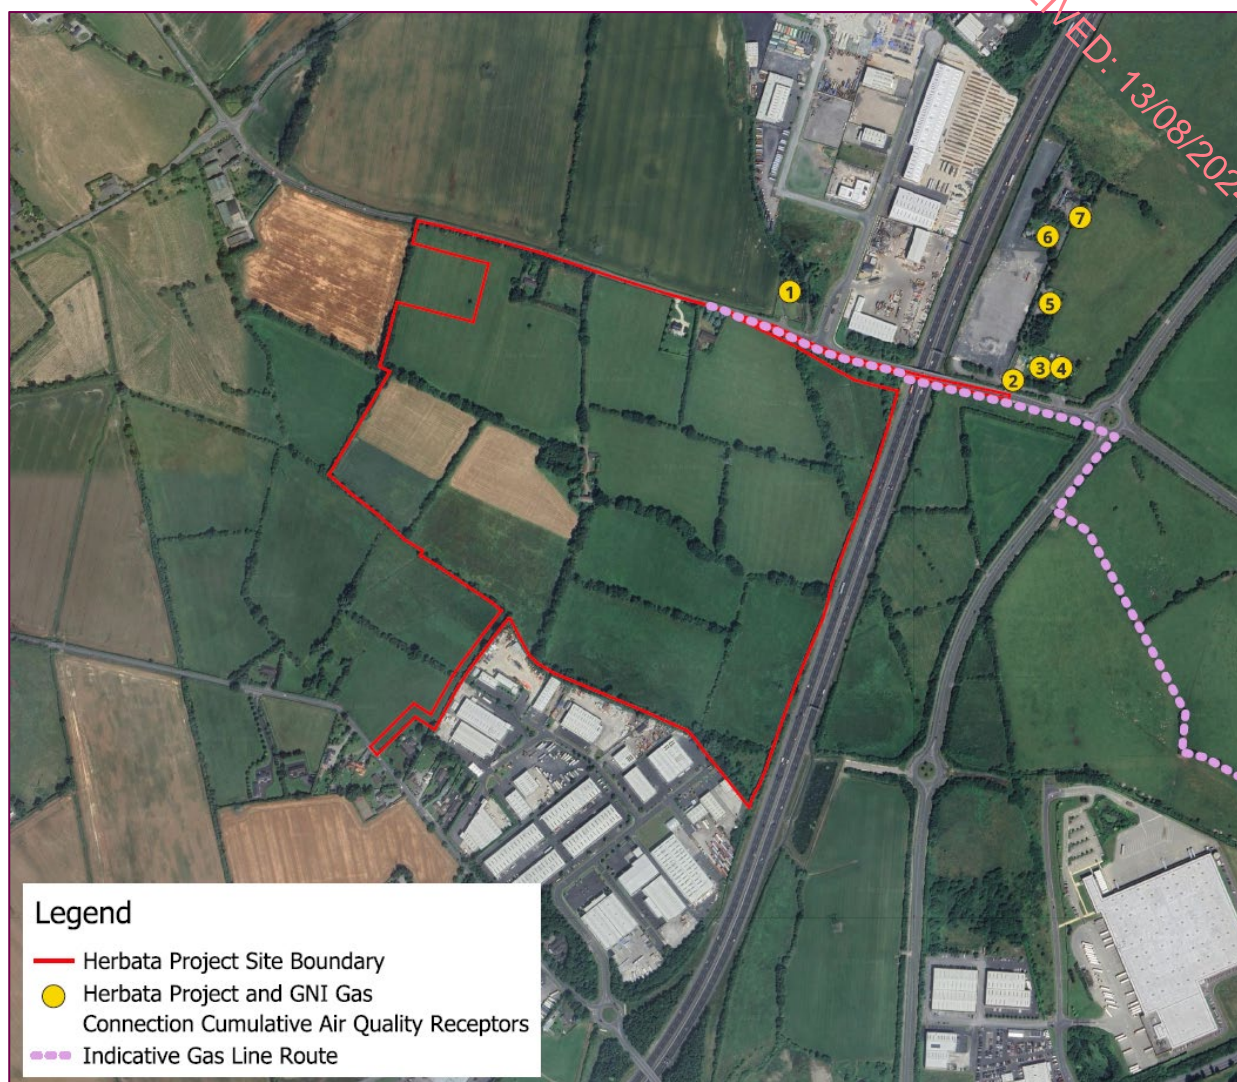 IVED: 13/08/202
1
7
6
5
3
4
2
Legend
Herbata Project Site Boundary
Herbata Project and GNI Gas
Connection Cumulative Air Quality Receptors
Indicative Gas Line Route